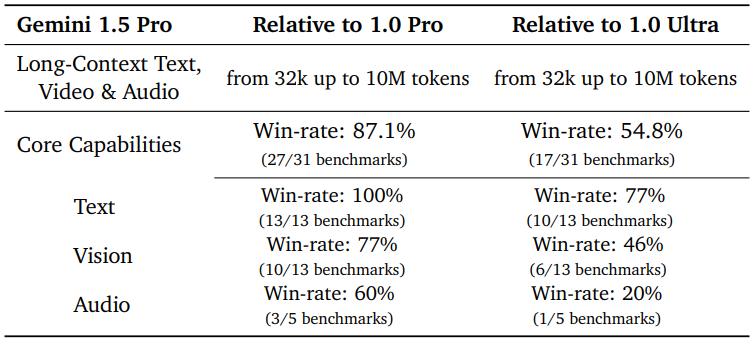 Gemini 1.5 Pro Relative to 1.0 Pro Relative to 1.0 Ultra
Long-Context Text,
Video & Audio
from 32k up to 10M tokens from 32k up to 10M tokens
Core Capabilities
Win-rate: 87.1% Win-rate: 54.8%
(27/31 benchmarks) (17/31 benchmarks)
Text
Win-rate: 100% Win-rate: 77%
(13/13 benchmarks) (10/13 benchmarks)
Vision
Win-rate: 77% Win-rate: 46%
(10/13 benchmarks) (6/13 benchmarks)
Audio
Win-rate: 60% Win-rate: 20%
(3/5 benchmarks) (1/5 benchmarks)